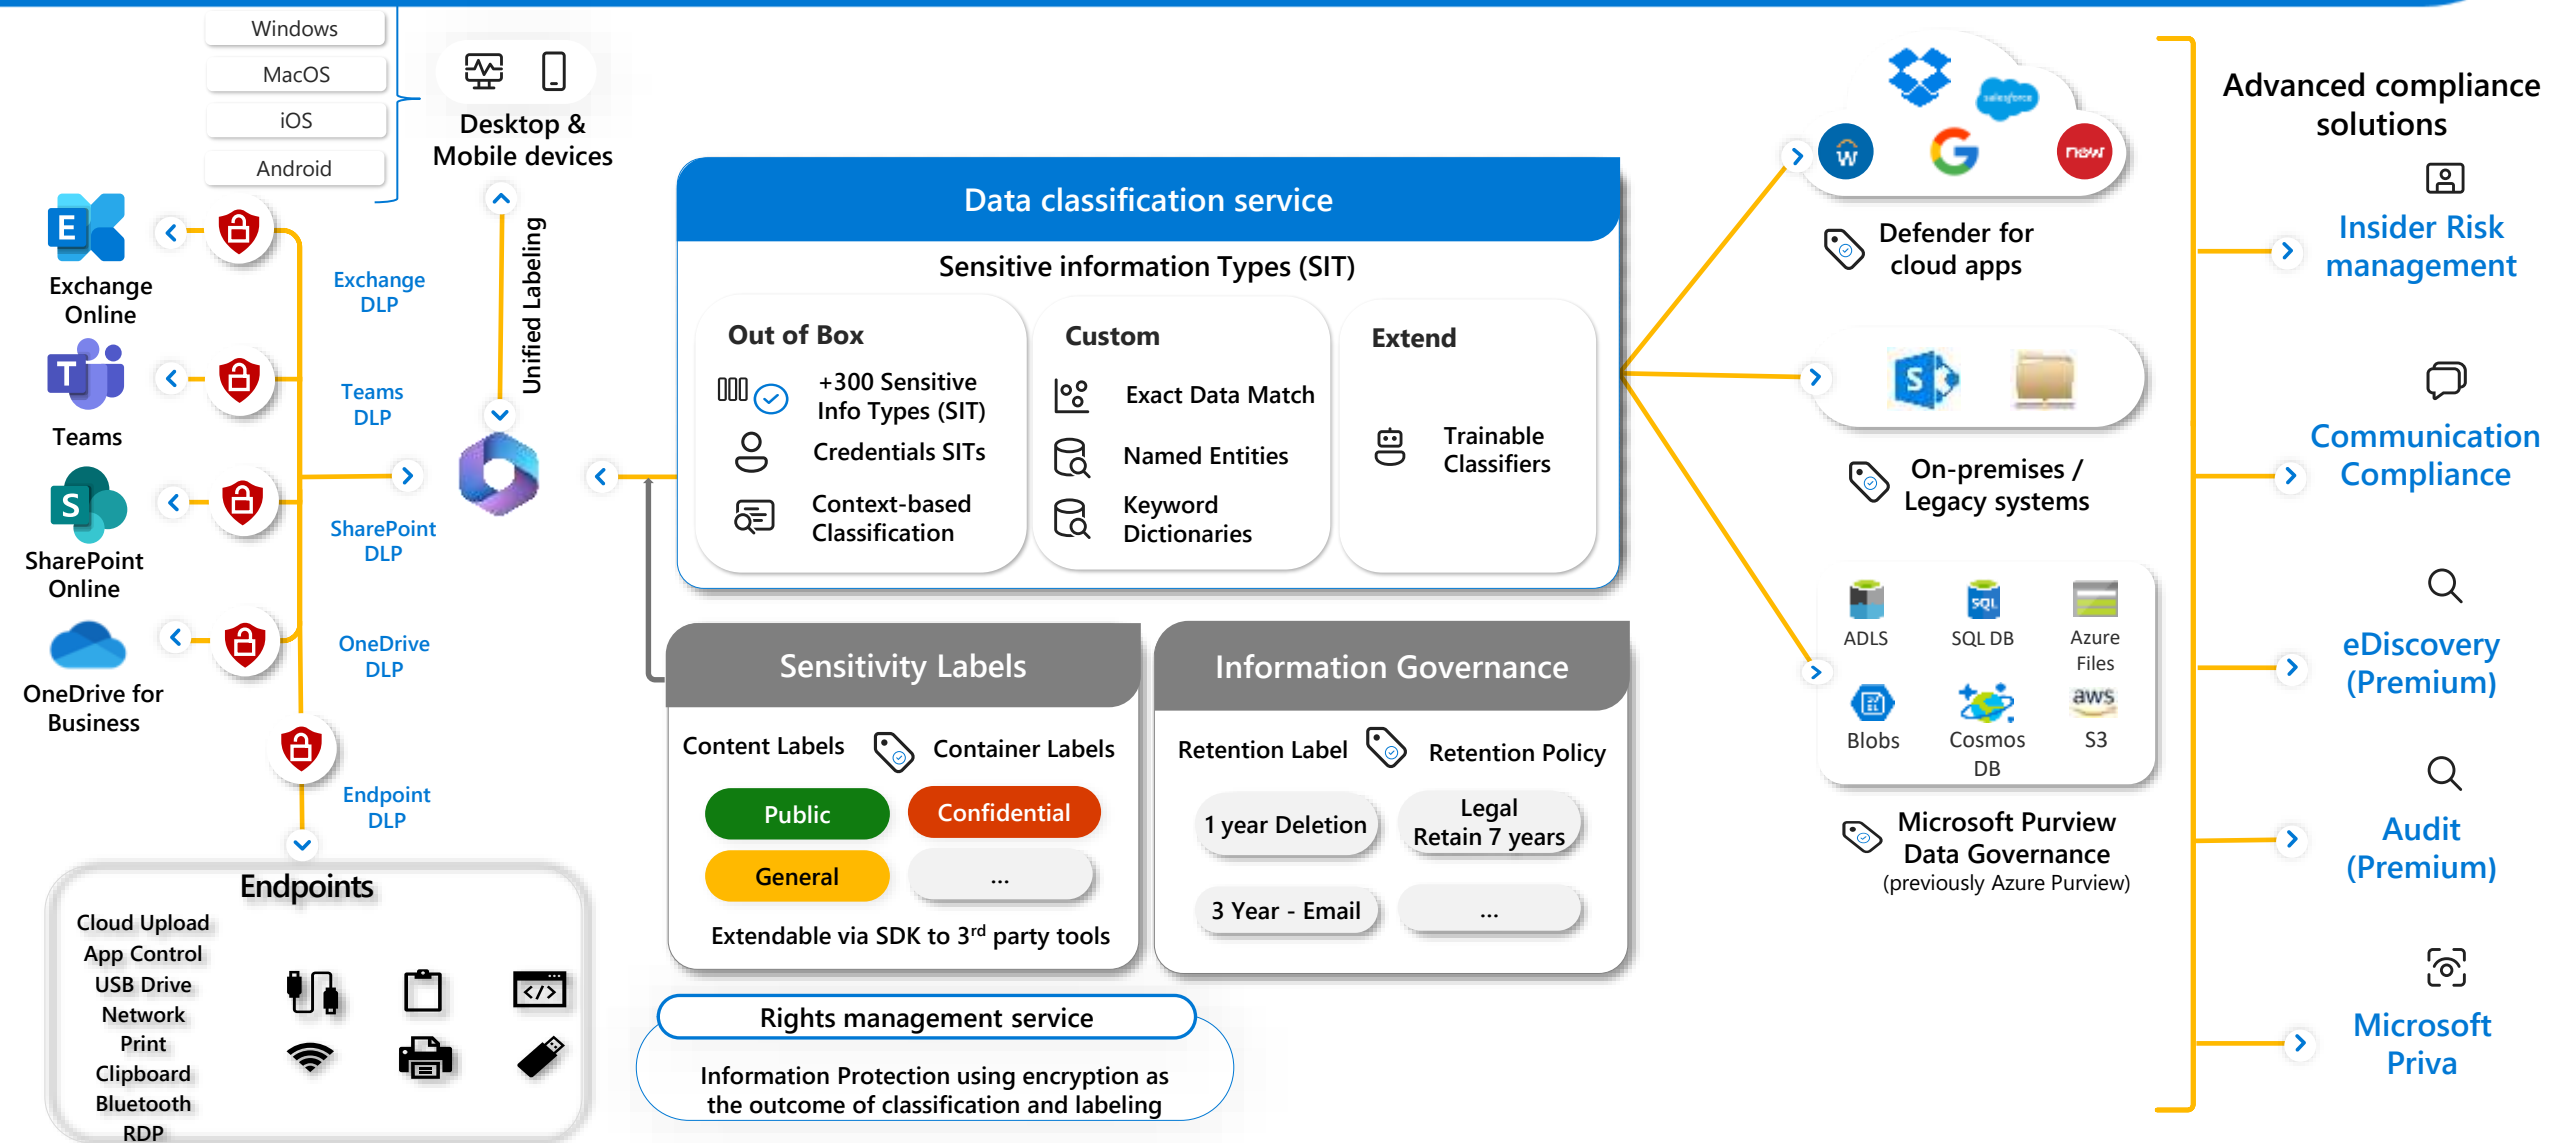 Windows
MacOS
iOS
Android
Desktop &
Mobile devices
Unified Labeling
Exchange
Online
Teams
SharePoint
Online
OneDrive for
Business
Exchange
DLP
Teams
DLP
SharePoint
DLP
OneDrive
DLP
Endpoint
DLP
Endpoints
Cloud Upload
App Control
USB Drive
Network
Print
Clipboard
Bluetooth
RDP
Data classification service
Sensitive information Types (SIT)
Out of Box
+300 Sensitive
Info Types (SIT)
Credentials SITs
Context-based
Classification
Custom
Exact Data Match
Named Entities
Keyword
Dictionaries
Extend
Trainable
Classifiers
Sensitivity Labels
Content Labels
Container Labels
Public
Confidential
General
...
Extendable via SDK to 3rd party tools
Information Governance
Retention Label
Retention Policy
1 year Deletion
Legal
Retain 7 years
3 Year - Email
...
Rights management service
Information Protection using encryption as
the outcome of classification and labeling
salesforce
now
Defender for
cloud apps
On-premises /
Legacy systems
ADLS
SQL
SQL DB
Azure
Files
Blobs
Cosmos
DB
aws
S3
Microsoft Purview
Data Governance
(previously Azure Purview)
Advanced compliance
solutions
Insider Risk
management
Communication
Compliance
eDiscovery
(Premium)
Audit
(Premium)
Microsoft
Priva